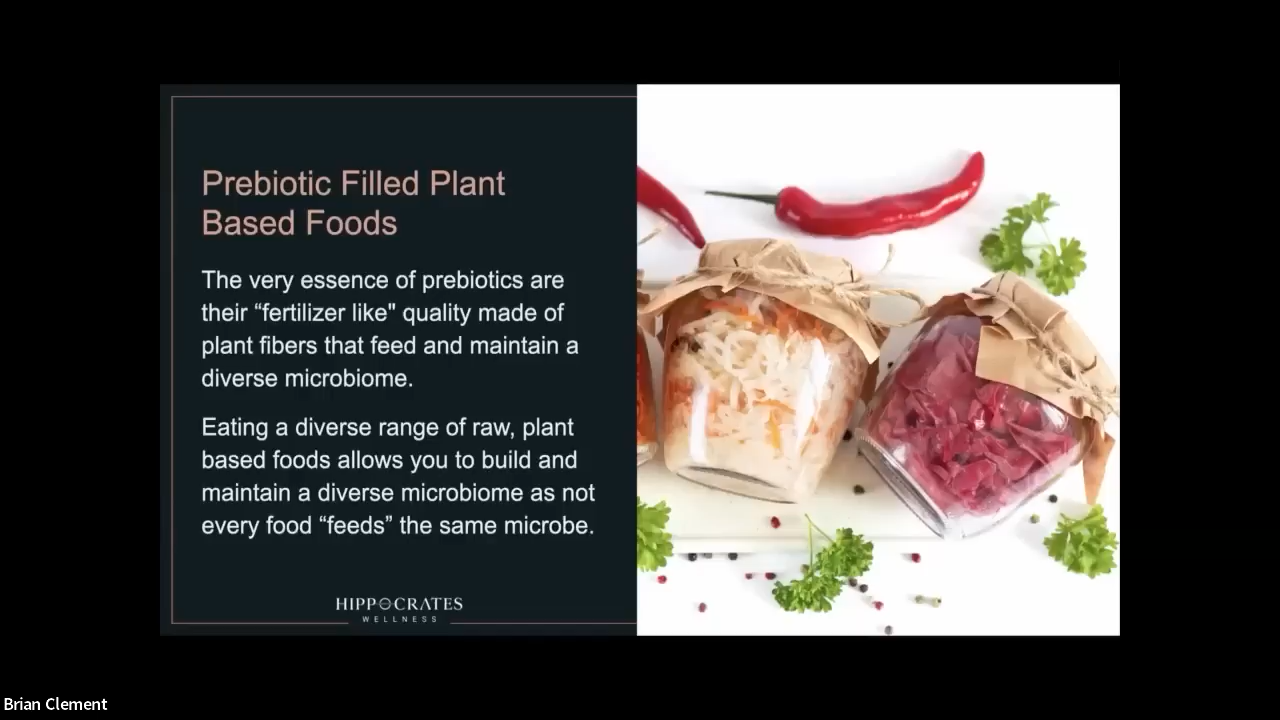 Prebiotic Filled Plant
Based Foods
The very essence of prebiotics are
their “fertilizer like" quality made of
plant fibers that feed and maintain a
diverse microbiome.
Eating a diverse range of raw, plant
based foods allows you to build and
maintain a diverse microbiome as not
every food “feeds” the same microbe.
HIPPOCRATES
WELLNESS
Brian Clement